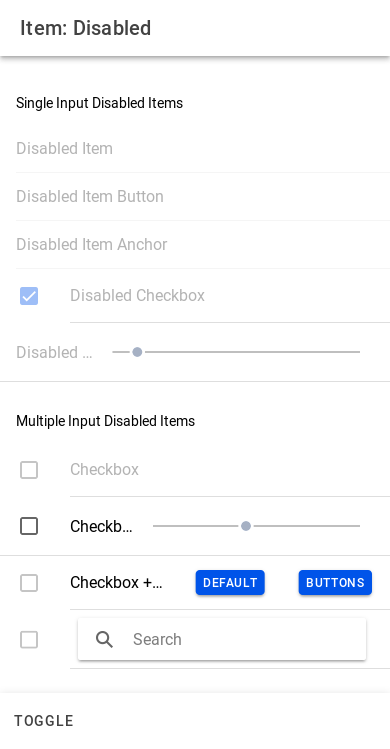 Item: Disabled
Single Input Disabled Items
Disabled Item
Disabled Item Button
Disabled Item Anchor
Disabled Checkbox
Disabled ...
Multiple Input Disabled Items
Checkbox
Checkb...
Checkbox +... DEFAULT BUTTONS
Search
TOGGLE